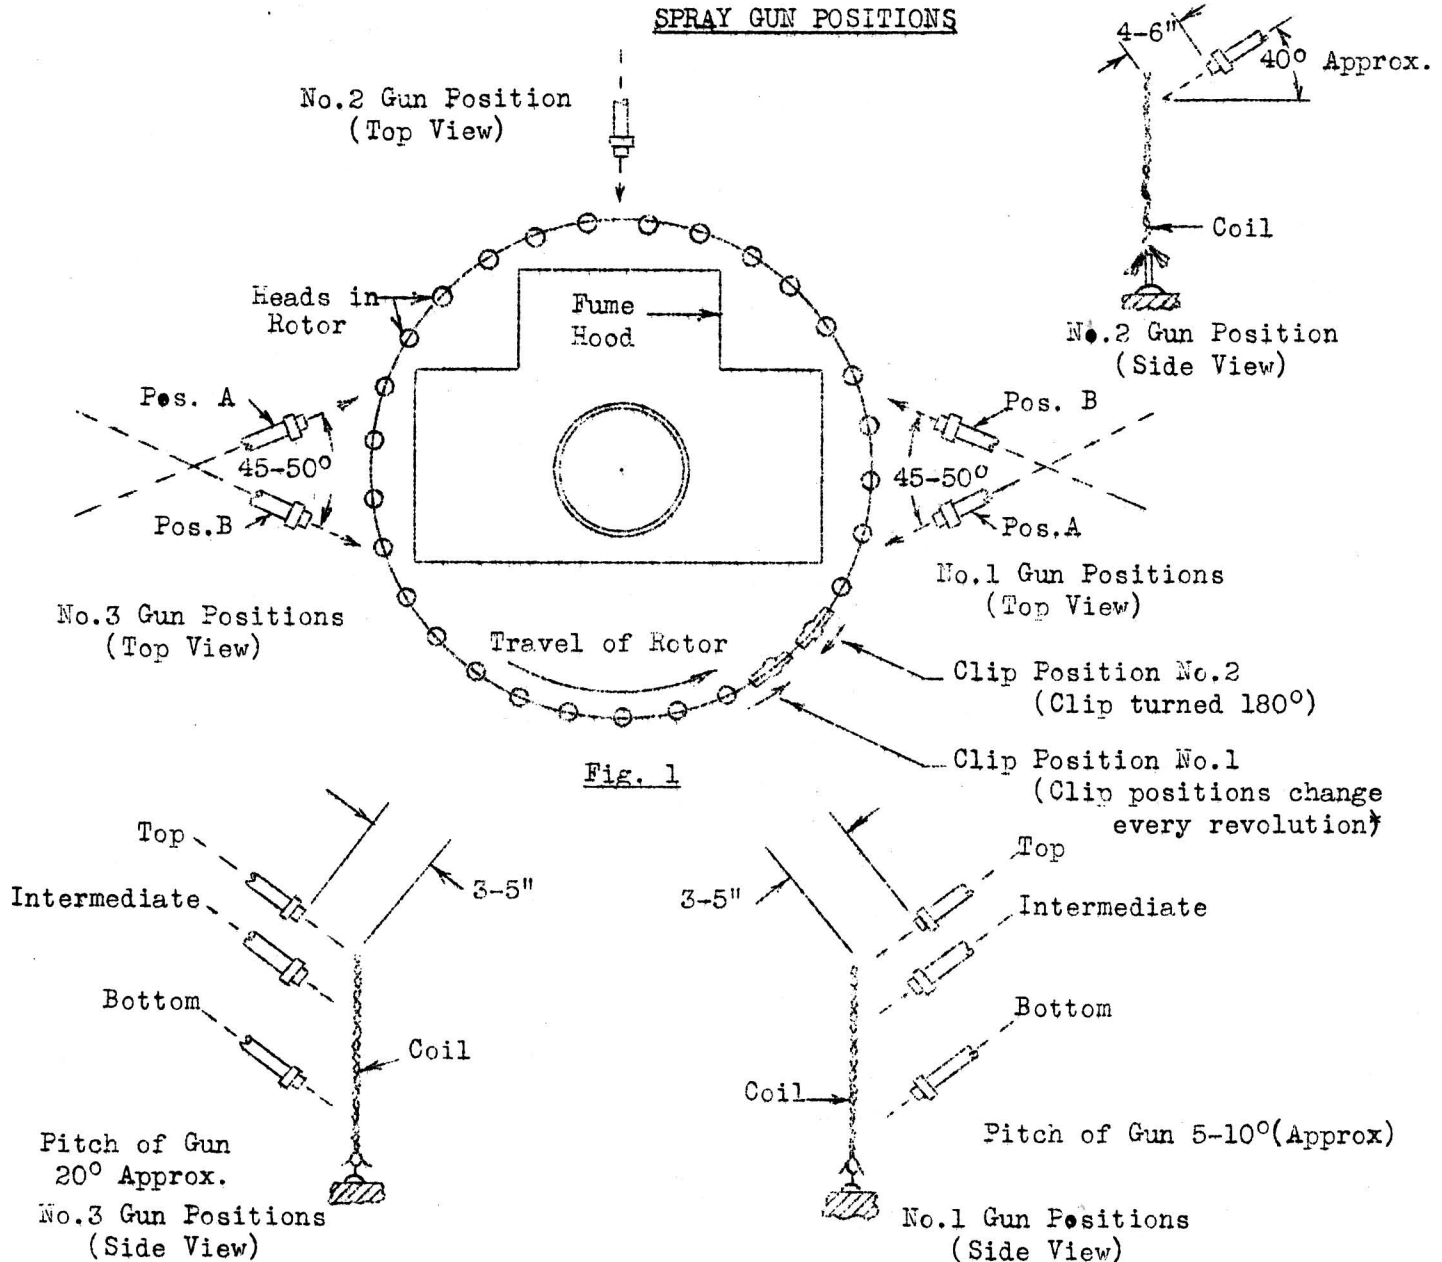 SPRAY GUN POSITIONS
No.2 Gun Position
(Top View)
4-6"
40° Approx.
Coil
No.2 Gun Position
(Side View)
Heads in
Rotor
Fume
Hood
Pos. A
45-50°
Pos.B
No.3 Gun Positions
(Top View)
Pos. B
45-50°
Pos.A
No.1 Gun Positions
(Top View)
Travel of Rotor
Clip Position No.2
(Clip turned 180°)
Clip Position No.1
(Clip positions change
every revolution)
Fig. 1
Top
Intermediate
Bottom
3-5"
Coil
Pitch of Gun
20° Approx.
No.3 Gun Positions
(Side View)
3-5"
Top
Intermediate
Bottom
Coil
Pitch of Gun 5-10°(Approx)
No.1 Gun Positions
(Side View)